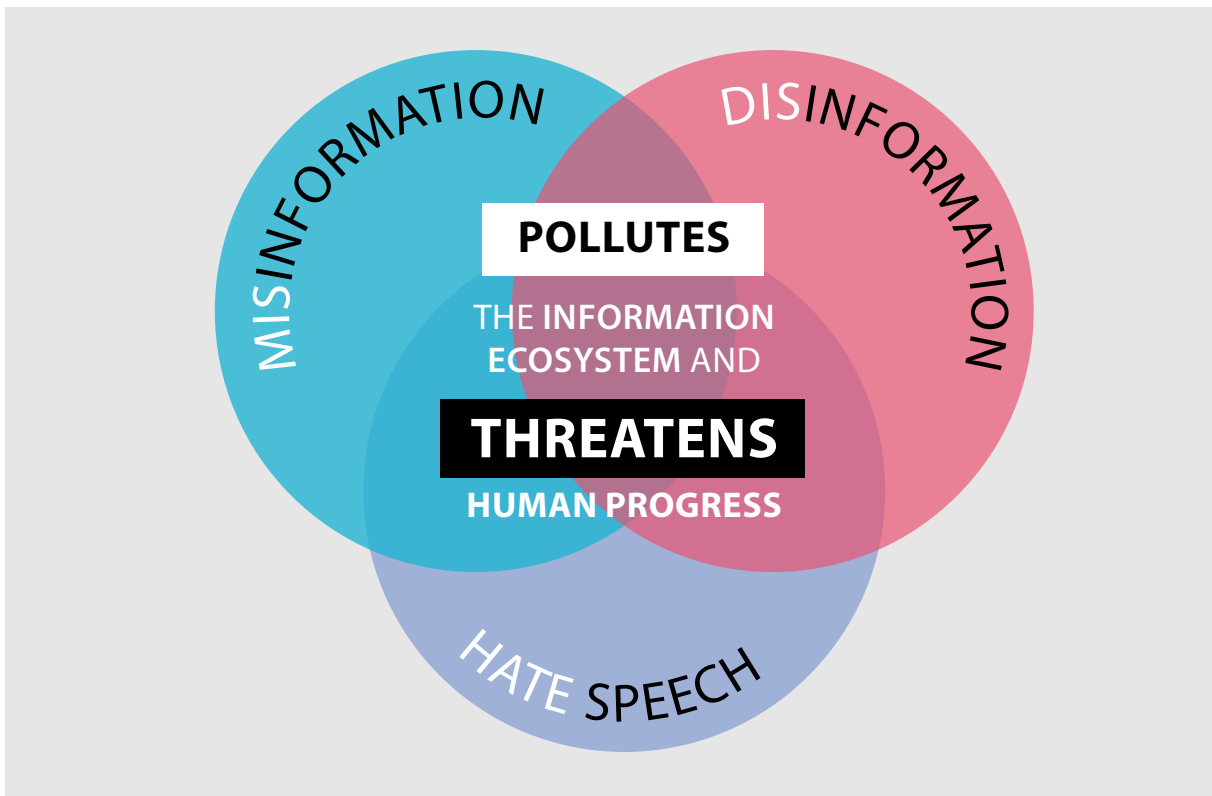 MISINFORMATION
DISINFORMATION
POLLUTES
THE INFORMATION
ECOSYSTEM AND
THREATENS
HUMAN PROGRESS
HATE SPEECH